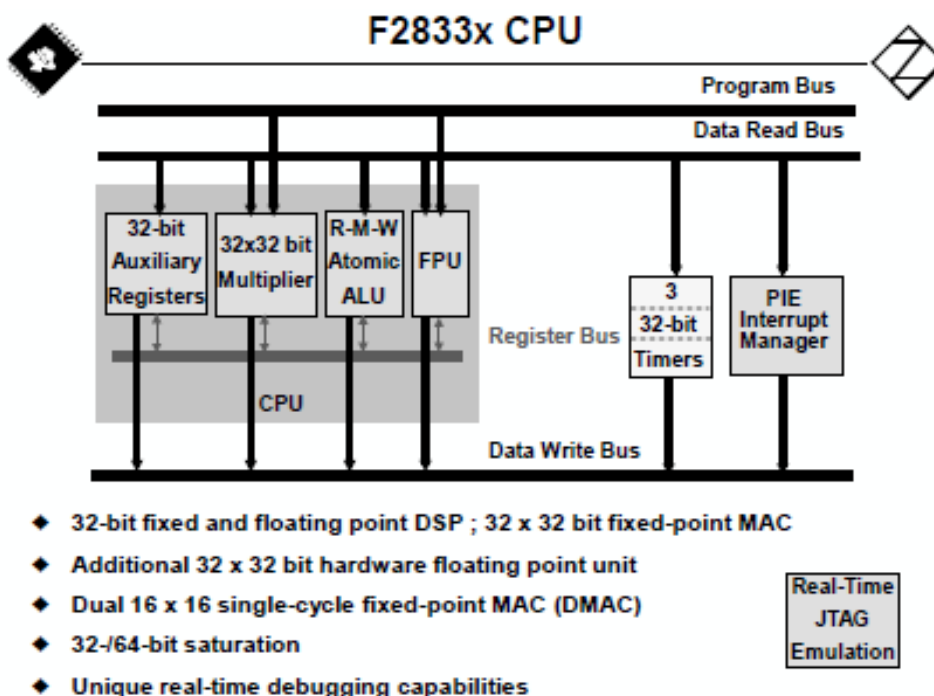 F2833x CPU
Program Bus
Data Read Bus
32-bit
Auxiliary
Registers
32x32 bit
Multiplier
R-M-W
Atomic
ALU
FPU
Register Bus
3
32-bit
Timers
PIE
Interrupt
Manager
CPU
Data Write Bus
◆ 32-bit fixed and floating point DSP ; 32 x 32 bit fixed-point MAC
◆ Additional 32 x 32 bit hardware floating point unit
◆ Dual 16 x 16 single-cycle fixed-point MAC (DMAC)
◆ 32-/64-bit saturation
◆ Unique real-time debugging capabilities
Real-Time
JTAG
Emulation